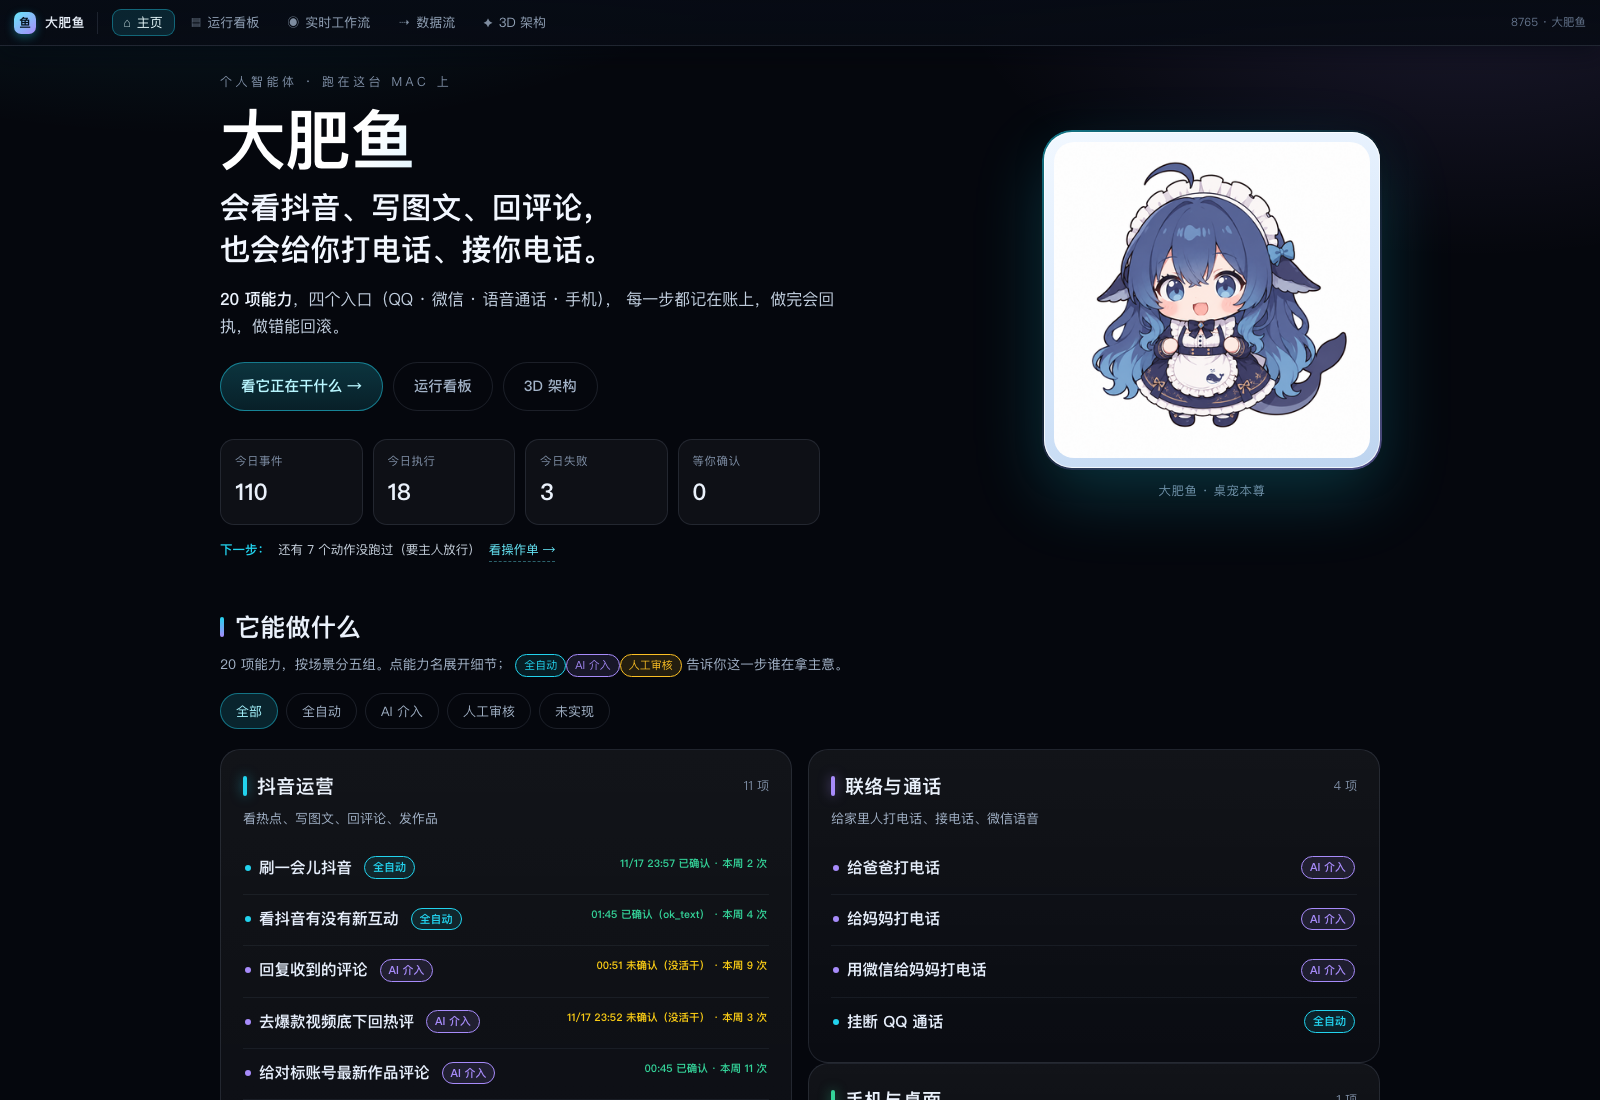 鱼 大肥鱼 主页 运行看板 实时工作流 数据流 3D 架构 8765 · 大肥鱼
个人智能体 · 跑在这台 MAC 上
大肥鱼
会看抖音、写图文、回评论，
也会给你打电话、接你电话。
20 项能力，四个入口（QQ · 微信 · 语音通话 · 手机）， 每一步都记在账上，做完会回
执，做错能回滚。
看它正在干什么 → 运行看板 3D 架构
今日事件 今日执行 今日失败 等你确认
110 18 3 0
大肥鱼 · 桌宠本尊
下一步： 还有 7 个动作没跑过（要主人放行） 看操作单 →
它能做什么
20 项能力，按场景分五组。点能力名展开细节； 全自动 AI 介入 人工审核 告诉你这一步谁在拿主意。
全部 全自动 AI 介入 人工审核 未实现
抖音运营 11 项
看热点、写图文、回评论、发作品
刷一会儿抖音 全自动 11/17 23:57 已确认 · 本周 2 次
看抖音有没有新互动 全自动 01:45 已确认（ok_text） · 本周 4 次
回复收到的评论 AI 介入 00:51 未确认（没活干） · 本周 9 次
去爆款视频底下回热评 AI 介入 11/17 23:52 未确认（没活干） · 本周 3 次
给对标账号最新作品评论 AI 介入 00:45 已确认 · 本周 11 次
联络与通话 4 项
给家里人打电话、接电话、微信语音
给爸爸打电话 AI 介入
给妈妈打电话 AI 介入
用微信给妈妈打电话 AI 介入
挂断 QQ 通话 全自动
手机与桌面 1 项